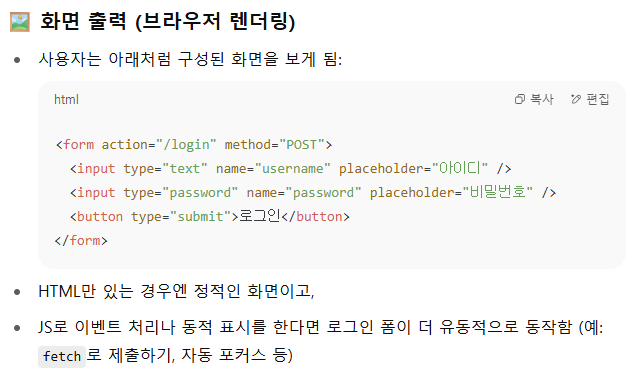 🖼️ 화면 출력 (브라우저 렌더링)
사용자는 아래처럼 구성된 화면을 보게 됨:
html 복사 편집
<form action="/login" method="POST">
  <input type="text" name="username" placeholder="아이디" />
  <input type="password" name="password" placeholder="비밀번호" />
  <button type="submit">로그인</button>
</form>
HTML만 있는 경우엔 정적인 화면이고,
JS로 이벤트 처리나 동적 표시를 한다면 로그인 폼이 더 유동적으로 동작함 (예:
fetch로 제출하기, 자동 포커스 등)